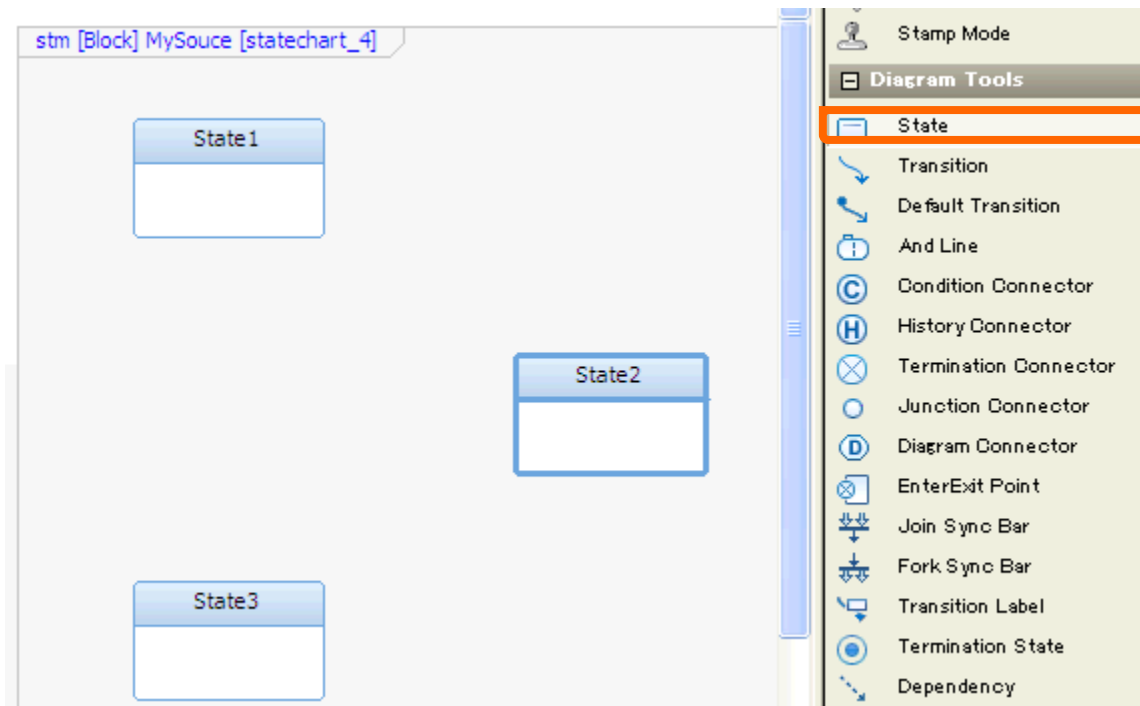 stm [Block] MySouce [statechart_4]
State1
State2
State3
Stamp Mode
Diagram Tools
State
Transition
Default Transition
And Line
C
Condition Connector
H
History Connector
Termination Connector
Junction Connector
D
Diagram Connector
EnterExit Point
Join Sync Bar
Fork Sync Bar
Transition Label
Termination State
Dependency